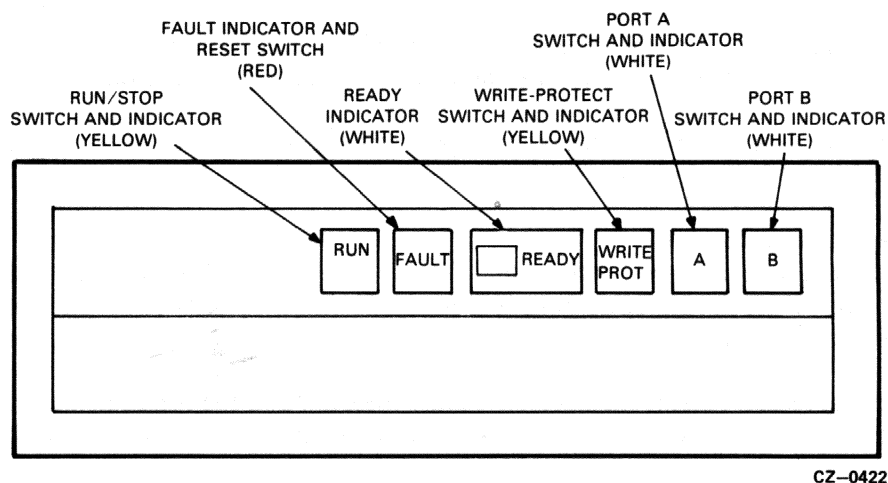 FAULT INDICATOR AND
RESET SWITCH
(RED)
PORT A
SWITCH AND INDICATOR
(WHITE)
RUN/STOP
SWITCH AND INDICATOR
(YELLOW)
READY
INDICATOR
(WHITE)
WRITE-PROTECT
SWITCH AND INDICATOR
(YELLOW)
PORT B
SWITCH AND INDICATOR
(WHITE)
RUN
FAULT
READY
WRITE
PROT
A
B
CZ–0422